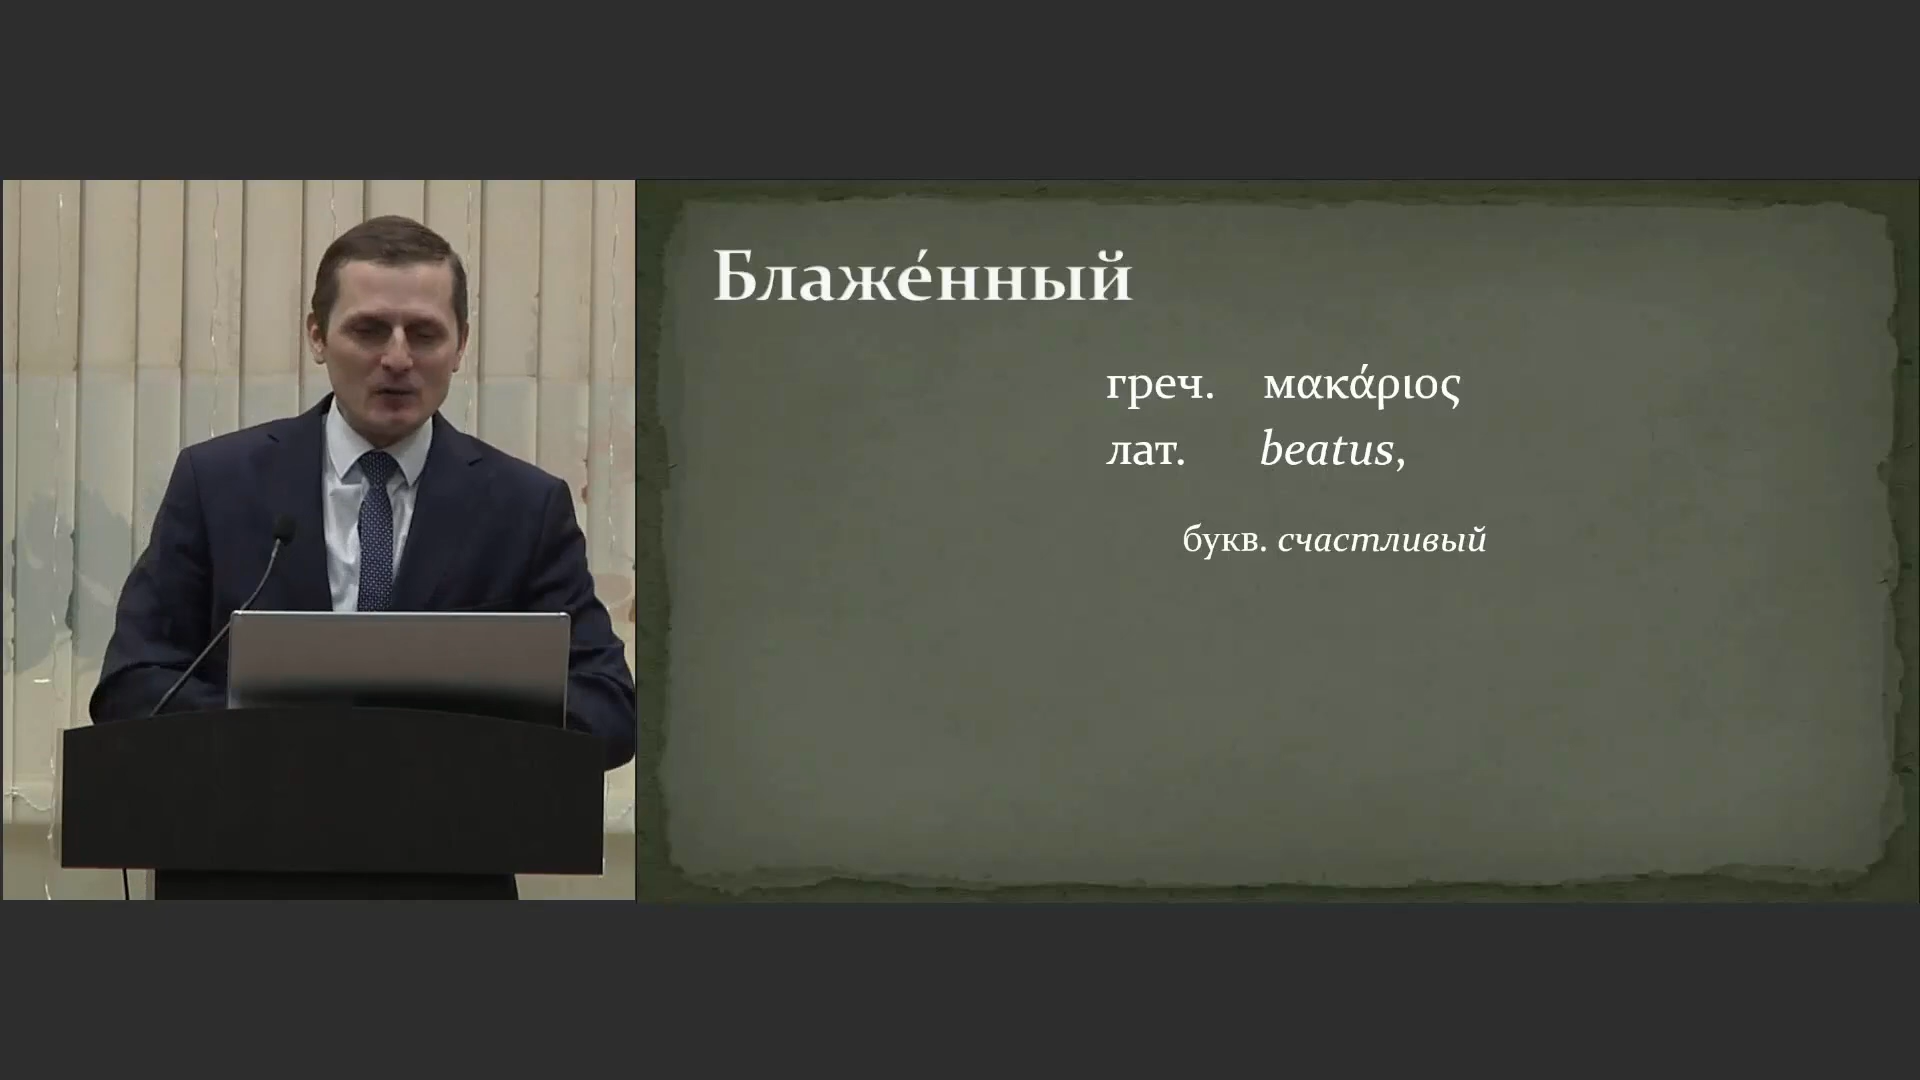 Блаже́нный
греч. μακάριος
лат. beatus,
букв. счастливый